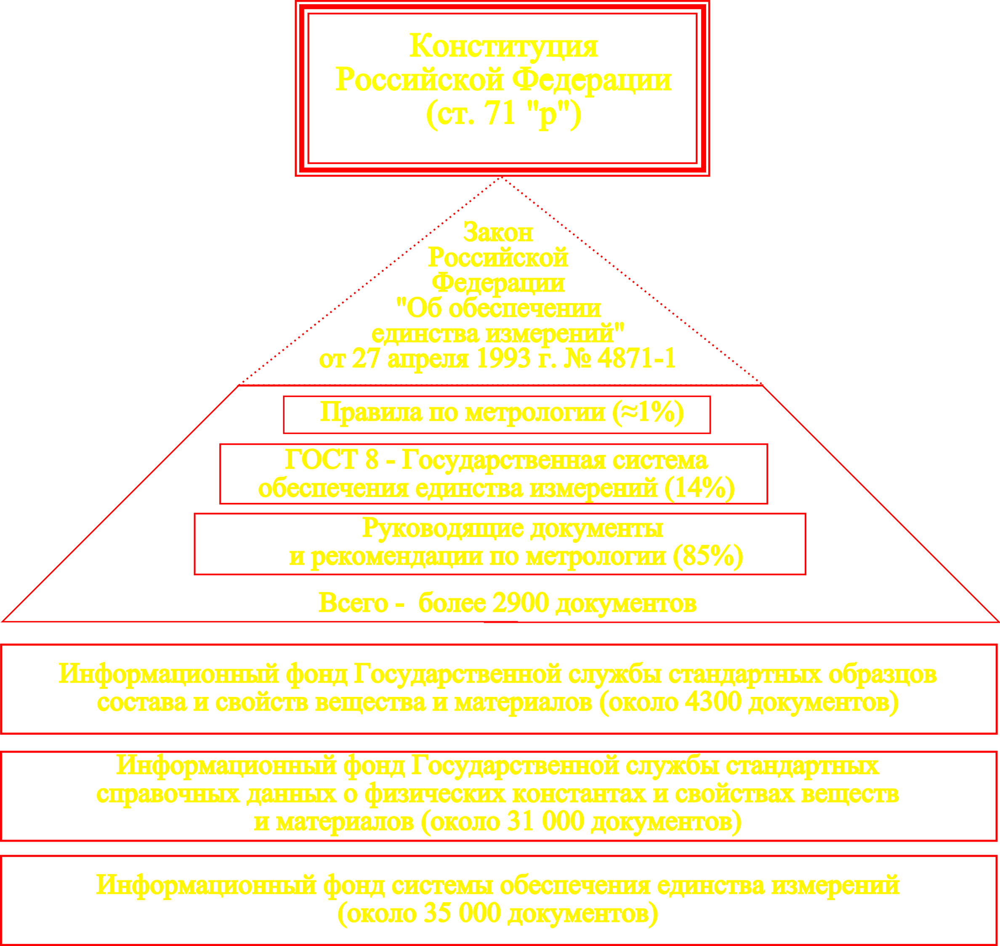 Конституция
Российской Федерации
(ст. 71 "р")
Закон
Российской
Федерации
"Об обеспечении
единства измерений"
от 27 апреля 1993 г. № 4871-1
Правила по метрологии (~1%)
ГОСТ 8 - Государственная система
обеспечения единства измерений (14%)
Руководящие документы
и рекомендации по метрологии (85%)
Всего - более 2900 документов
Информационный фонд Государственной службы стандартных образцов
состава и свойств вещества и материалов (около 4300 документов)
Информационный фонд Государственной службы стандартных
справочных данных о физических константах и свойствах веществ
и материалов (около 31 000 документов)
Информационный фонд системы обеспечения единства измерений
(около 35 000 документов)